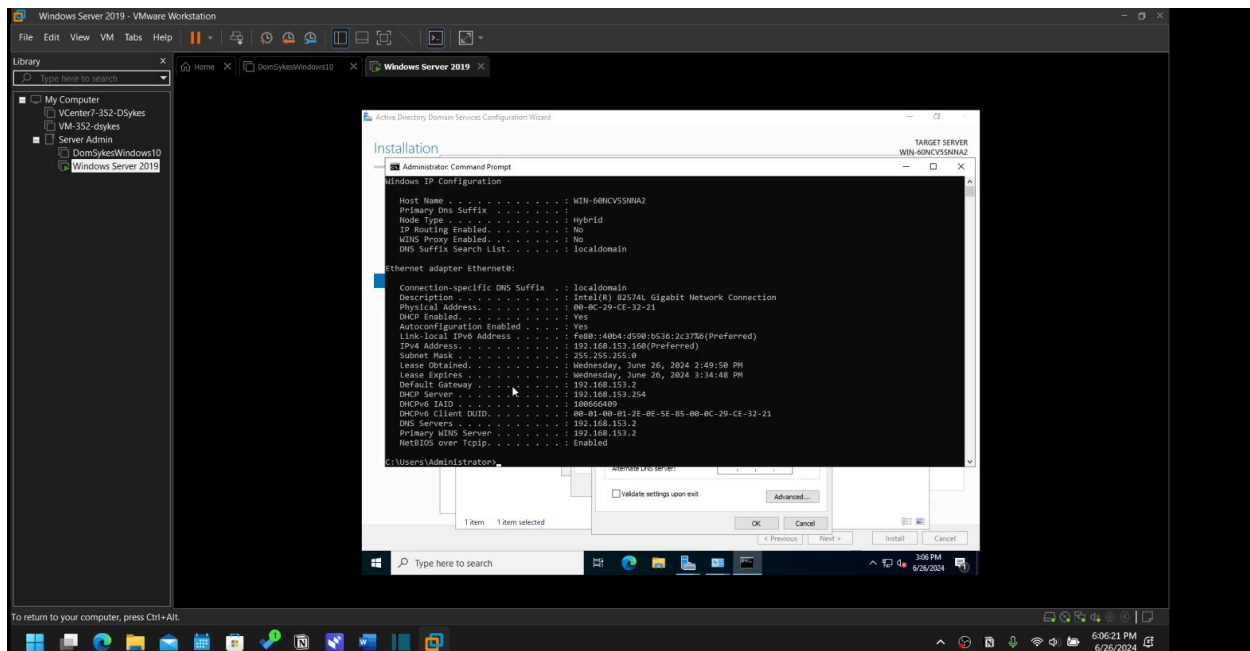 Windows Server 2019 - VMware Workstation
File Edit View VM Tabs Help
Library
Home
DomSykesWindows10
Windows Server 2019
Type here to search
My Computer
VCenter7-352-DSykes
VM-352-dsykes
Server Admin
DomSykesWindows10
Windows Server 2019
Active Directory Domain Services Configuration Wizard
Installation
TARGET SERVER
WIN-60NCV5SNNA2
Administrator: Command Prompt
Windows IP Configuration
Host Name . . . . . . . . . . . . : WIN-60NCV5SNNA2
Primary Dns Suffix . . . . . . . :
Node Type . . . . . . . . . . . . : Hybrid
IP Routing Enabled. . . . . . . . : No
WINS Proxy Enabled. . . . . . . . : No
DNS Suffix Search List. . . . . . : localdomain
Ethernet adapter Ethernet0:
Connection-specific DNS Suffix . : localdomain
Description . . . . . . . . . . . : Intel(R) 82574L Gigabit Network Connection
Physical Address. . . . . . . . . : 00-0C-29-CE-32-21
DHCP Enabled. . . . . . . . . . . : Yes
Autoconfiguration Enabled . . . . : Yes
Link-local IPv6 Address . . . . . : fe80::40b4:d590:b536:2c37%6(Preferred)
IPv4 Address. . . . . . . . . . . : 192.168.153.160(Preferred)
Subnet Mask . . . . . . . . . . . : 255.255.255.0
Lease Obtained. . . . . . . . . . : Wednesday, June 26, 2024 2:49:50 PM
Lease Expires . . . . . . . . . . : Wednesday, June 26, 2024 3:34:48 PM
Default Gateway . . . . . . . . . : 192.168.153.2
DHCP Server . . . . . . . . . . . : 192.168.153.254
DHCPv6 IAID . . . . . . . . . . . : 100666409
DHCPv6 Client DUID. . . . . . . . : 00-01-00-01-2E-0E-5E-85-00-0C-29-CE-32-21
DNS Servers . . . . . . . . . . . : 192.168.153.2
Primary WINS Server . . . . . . . : 192.168.153.2
NetBIOS over Tcpip. . . . . . . . : Enabled
C:\Users\Administrator>
Alternate DNS server:
Validate settings upon exit
Advanced...
1 item 1 item selected
OK Cancel
< Previous Next > Install Cancel
Type here to search
3:06 PM
6/26/2024
To return to your computer, press Ctrl+Alt.
6:06:21 PM
6/26/2024